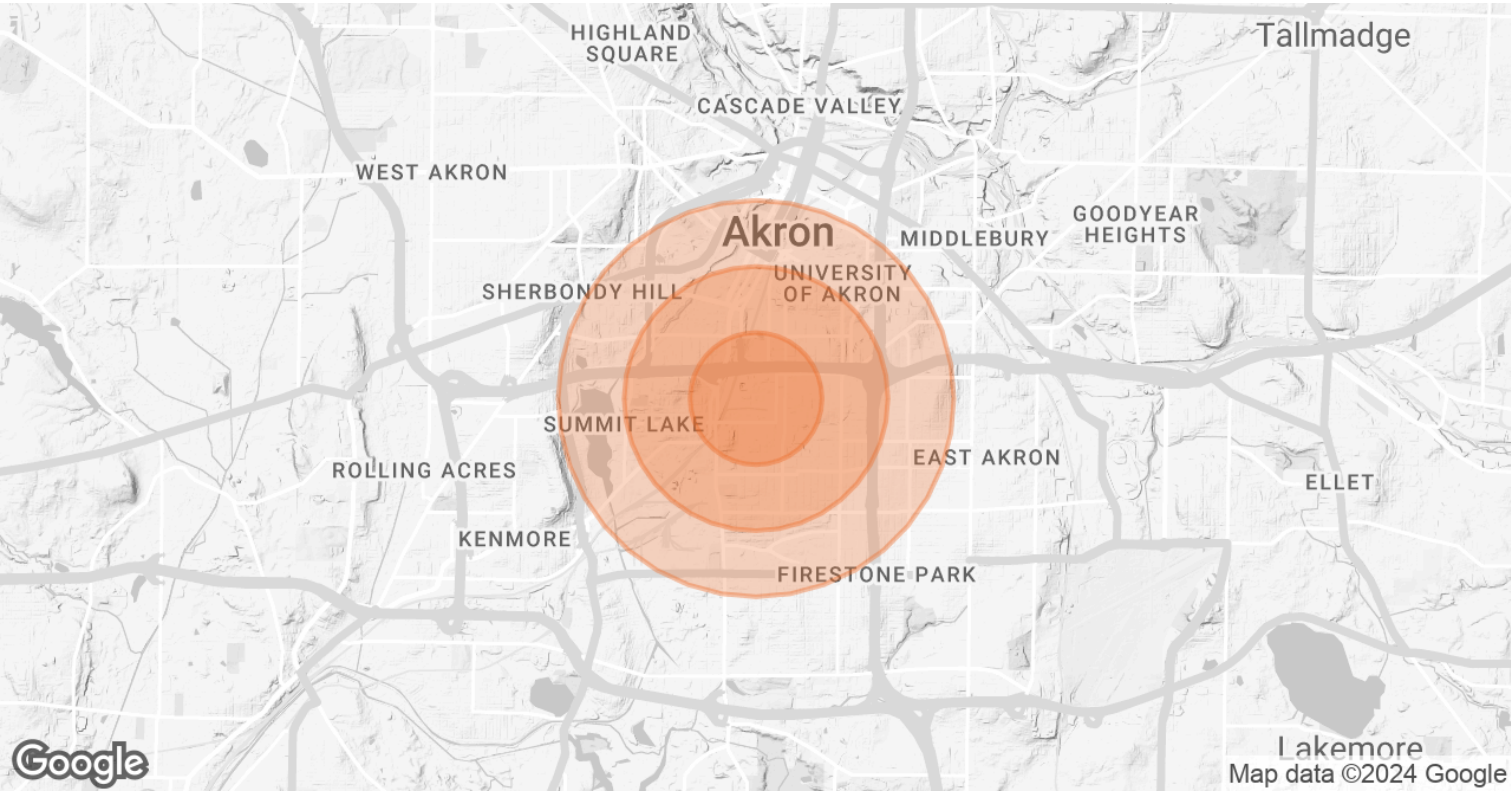 HIGHLAND
SQUARE
Tallmadge
CASCADE VALLEY
WEST AKRON
GOODYEAR
HEIGHTS
Akron
MIDDLEBURY
UNIVERSITY
OF AKRON
SHERBONDY HILL
SUMMIT LAKE
EAST AKRON
ROLLING ACRES
ELLET
KENMORE
FIRESTONE PARK
Lakemore
Google
Map data ©2024 Google